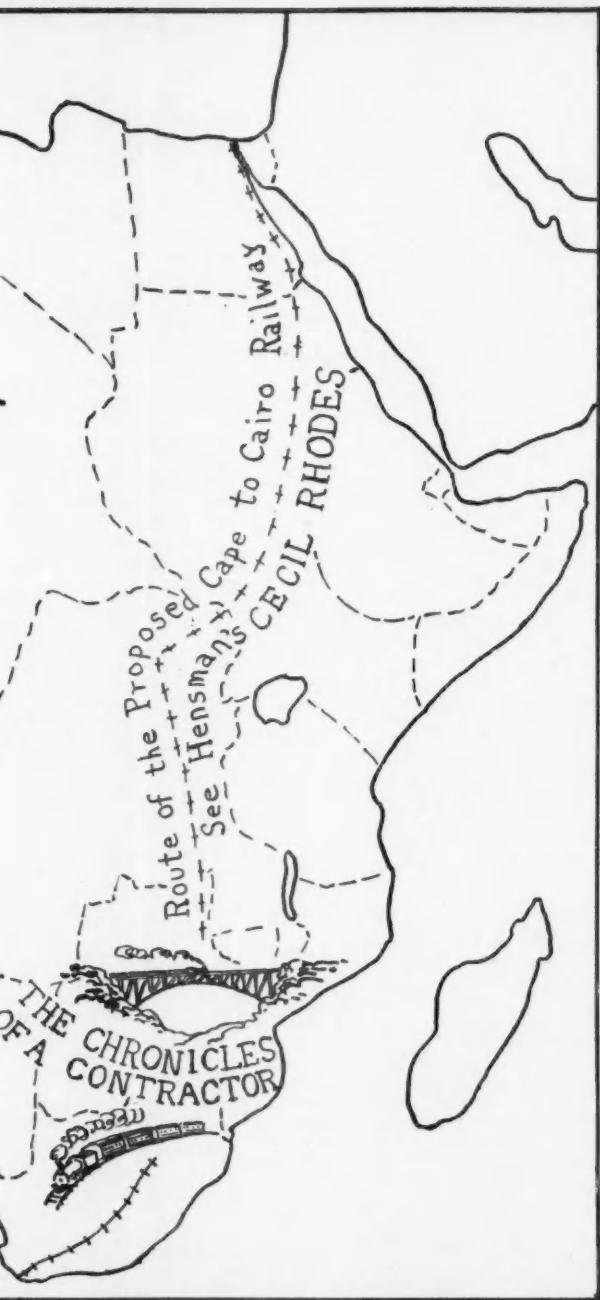 Route of the Proposed Cape to Cairo Railway
See Hensman's CECIL RHODES
THE CHRONICLES
OF A CONTRACTOR